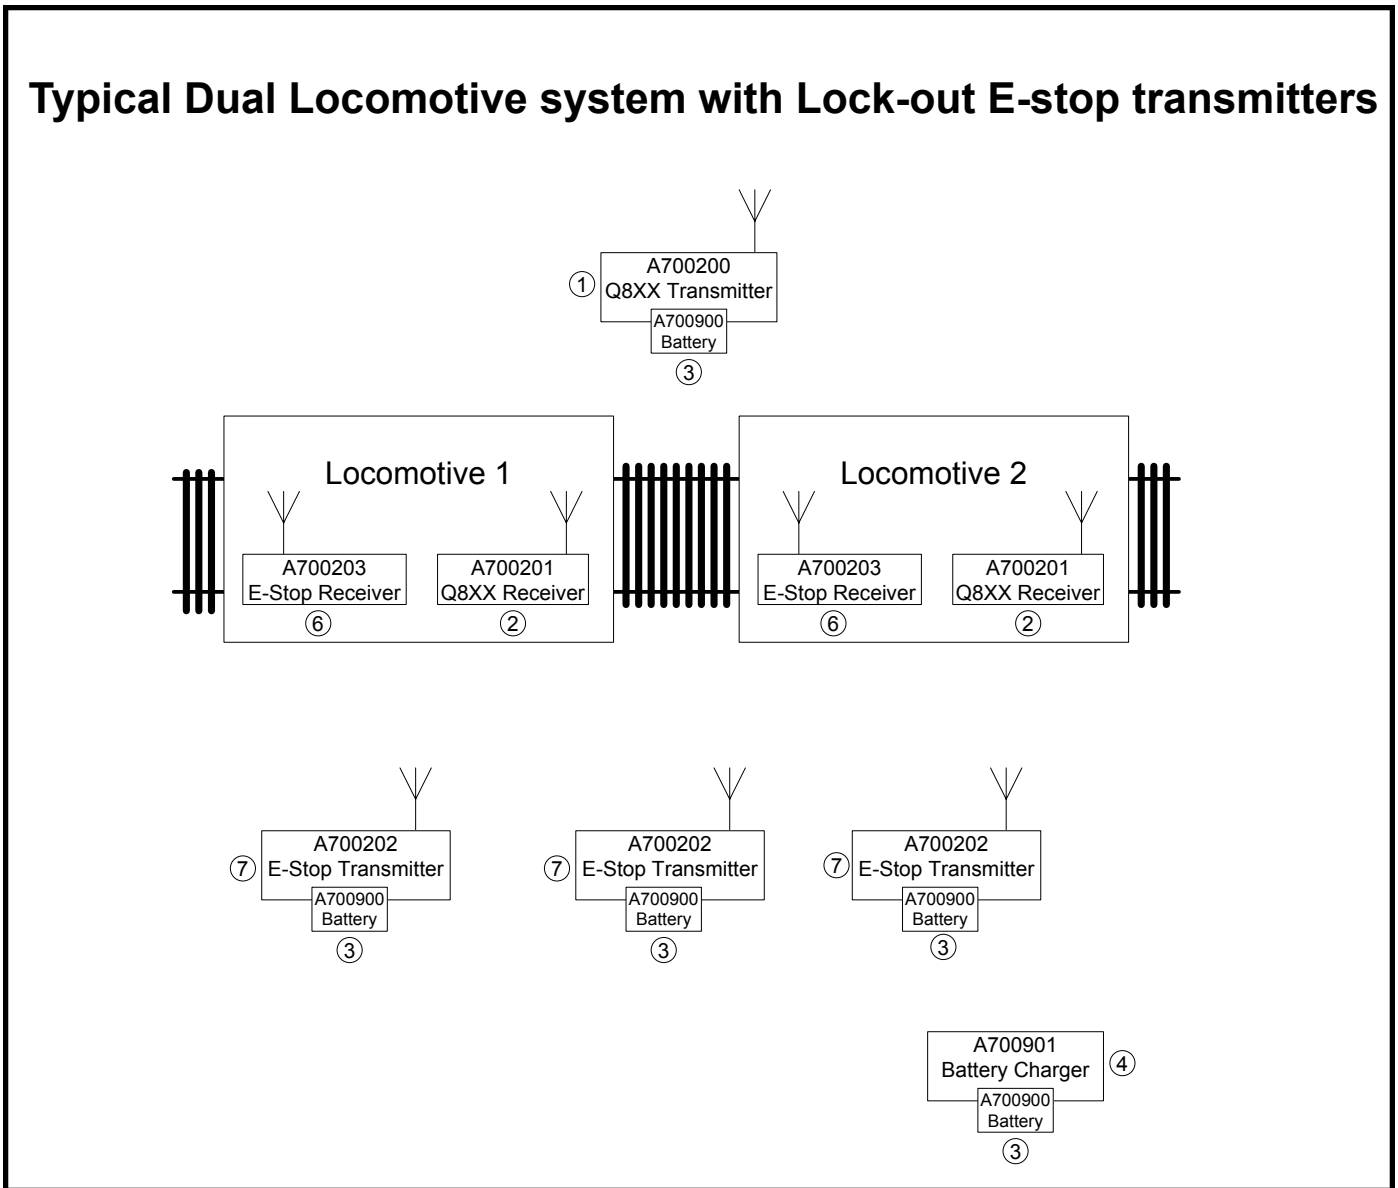 Typical Dual Locomotive system with Lock-out E-stop transmitters
A700200
1
Q8XX Transmitter
A700900
Battery
3
Locomotive 1
A700203
E-Stop Receiver
6
A700201
Q8XX Receiver
2
Locomotive 2
A700203
E-Stop Receiver
6
A700201
Q8XX Receiver
2
A700202
7
E-Stop Transmitter
A700900
Battery
3
A700202
7
E-Stop Transmitter
A700900
Battery
3
A700202
7
E-Stop Transmitter
A700900
Battery
3
A700901
Battery Charger
4
A700900
Battery
3